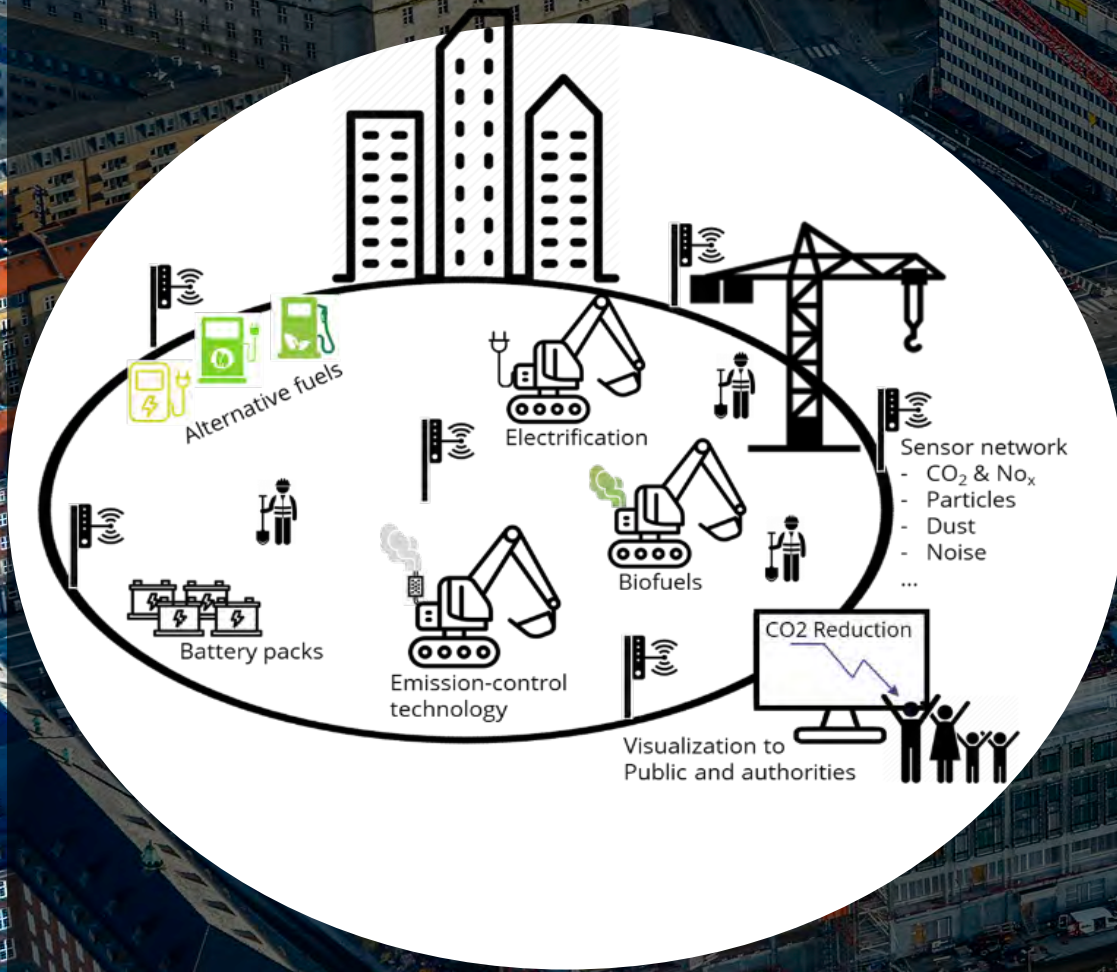 Alternative fuels
Electrification
Sensor network
- CO₂ & Noₓ
- Particles
- Dust
- Noise
...
Biofuels
Battery packs
Emission-control
technology
CO2 Reduction
Visualization to
Public and authorities